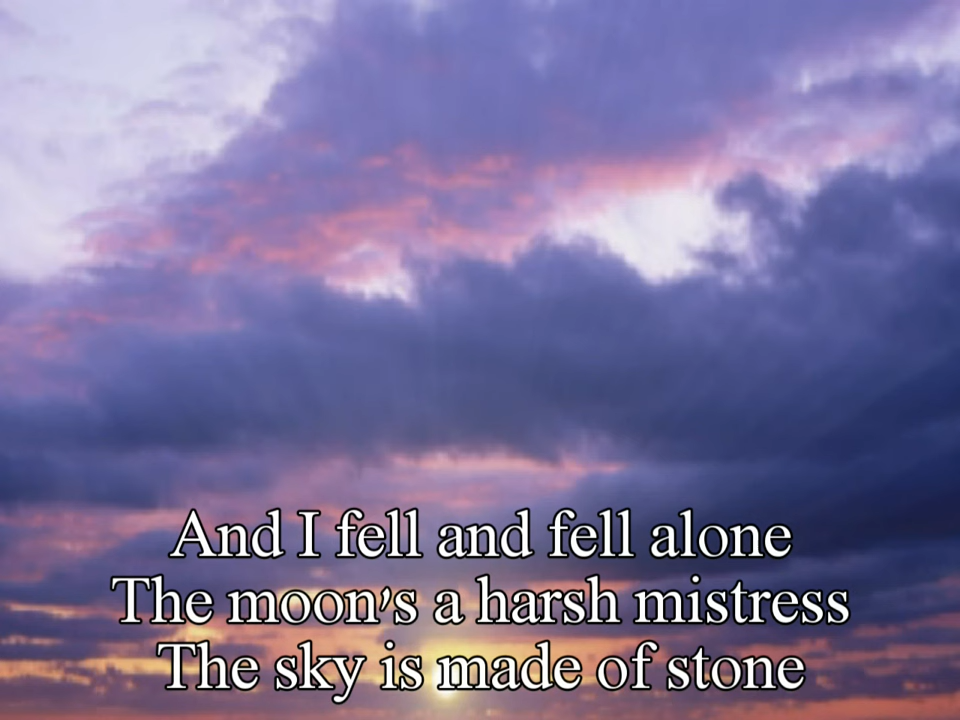 And I fell and fell alone
The moon's a harsh mistress
The sky is made of stone